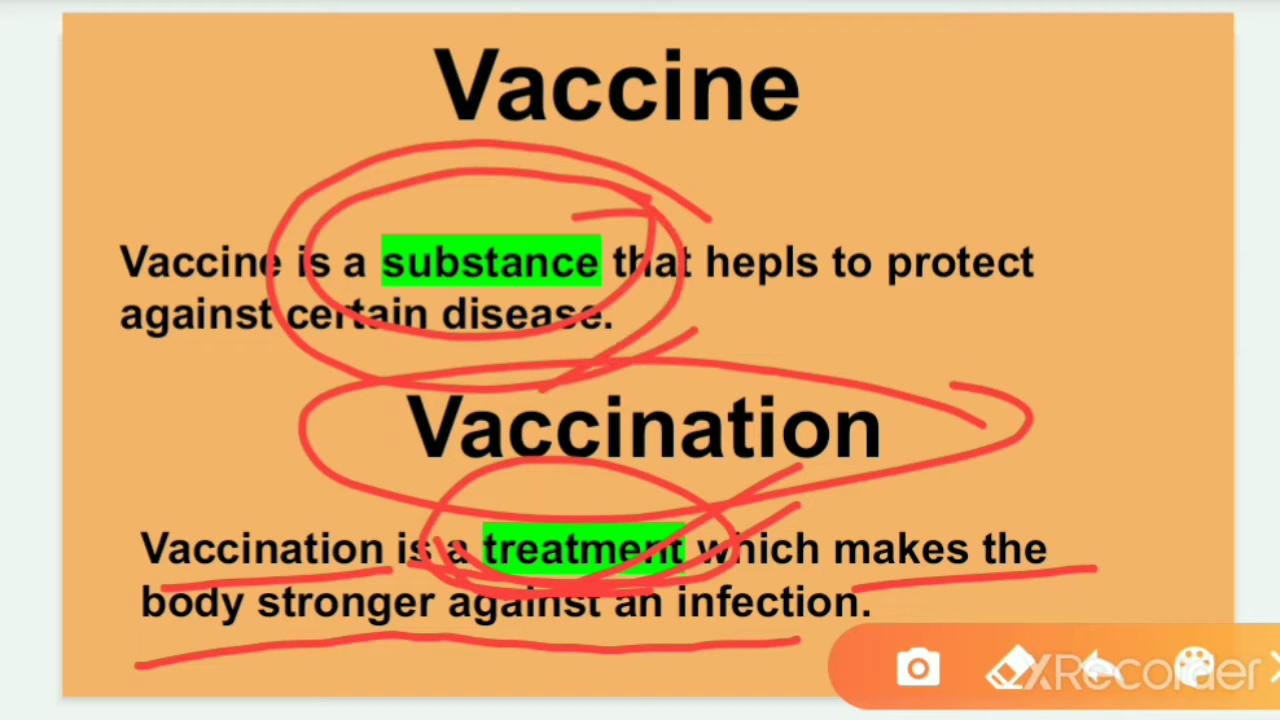 Vaccine
Vaccine is a substance that hepls to protect
against certain disease.
Vaccination
Vaccination is a treatment which makes the
body stronger against an infection.
XRecorder